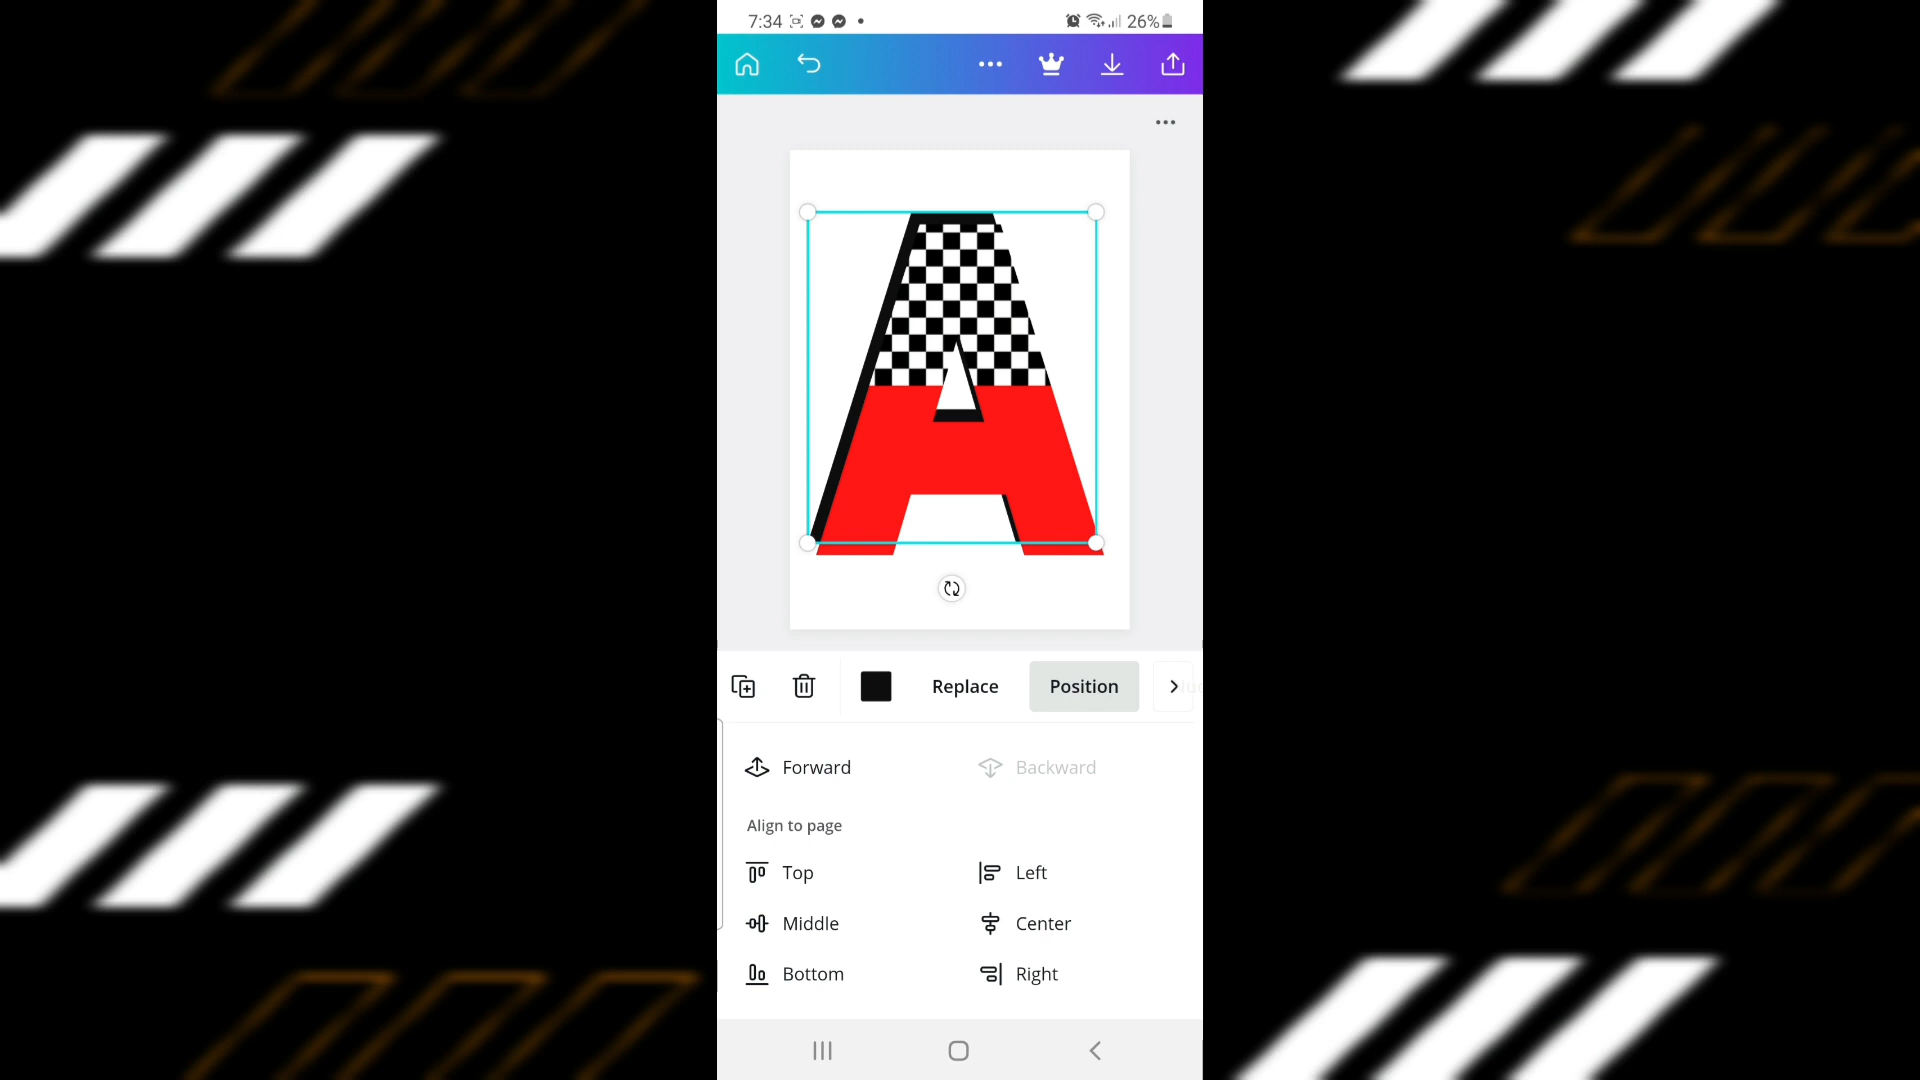 7:34
26%
A
Replace
Position
Forward
Backward
Align to page
Top
Left
Middle
Center
Bottom
Right